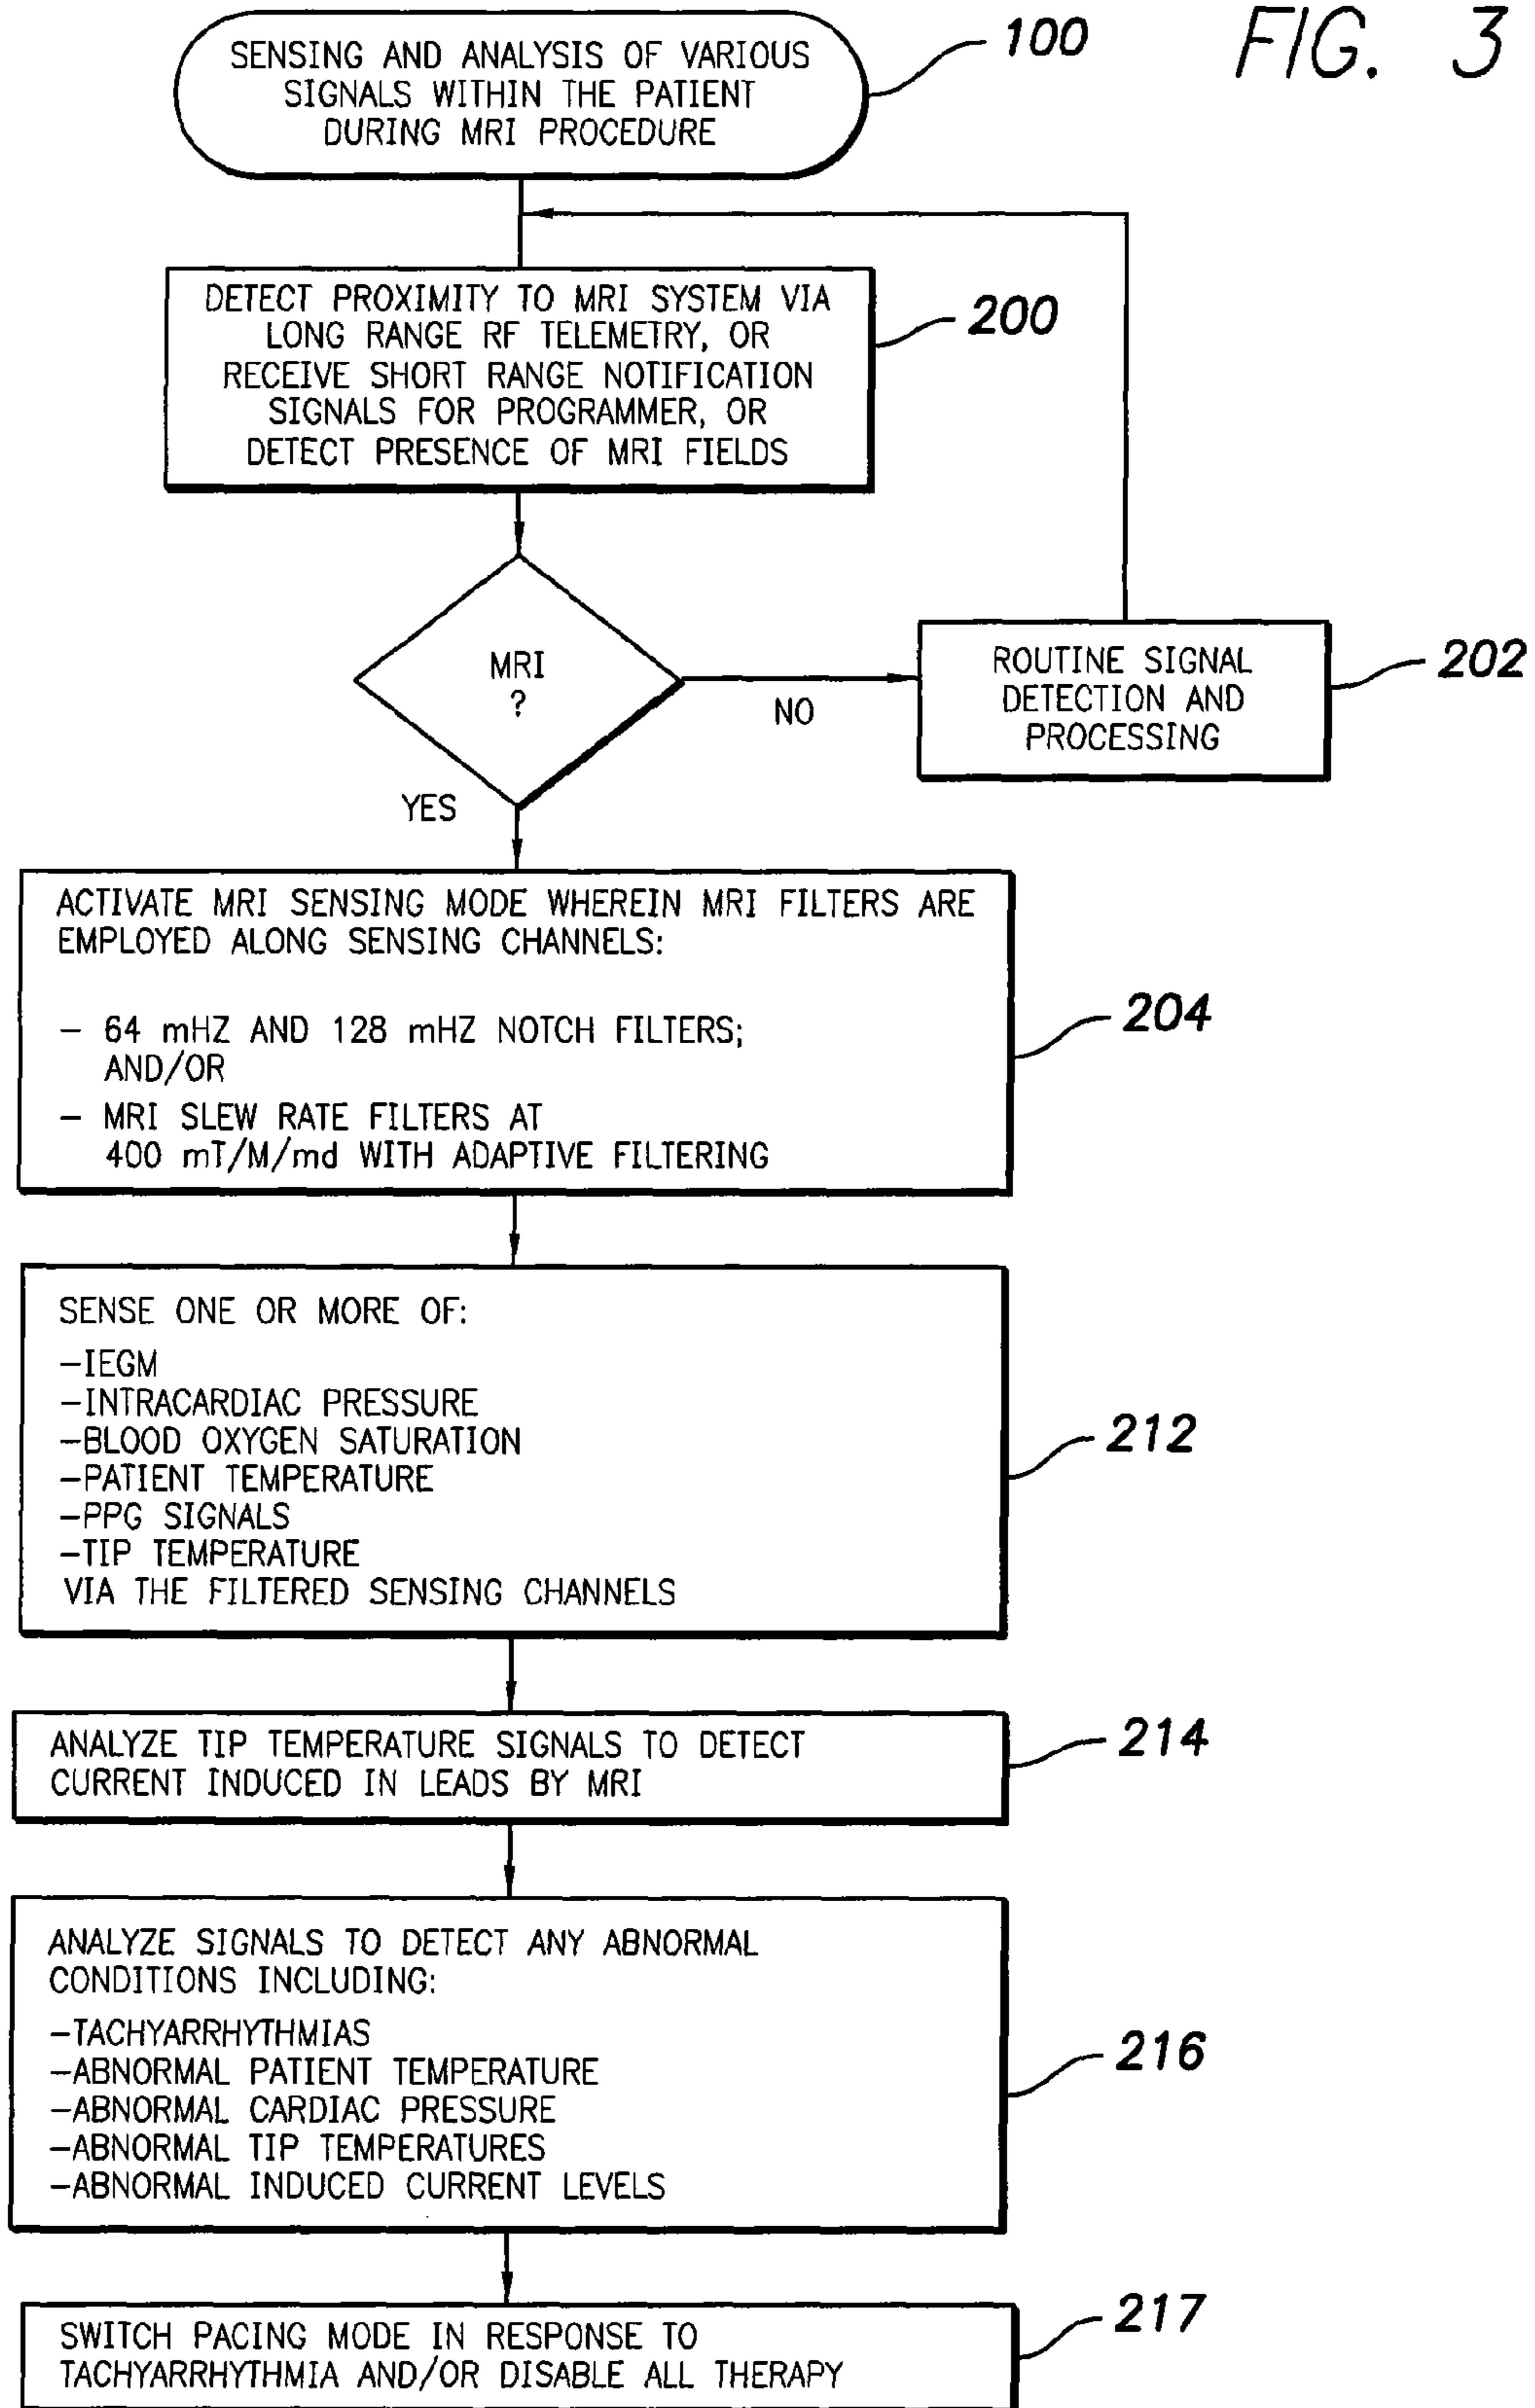 FIG. 3
SENSING AND ANALYSIS OF VARIOUS
SIGNALS WITHIN THE PATIENT
DURING MRI PROCEDURE
100
DETECT PROXIMITY TO MRI SYSTEM VIA
LONG RANGE RF TELEMETRY, OR
RECEIVE SHORT RANGE NOTIFICATION
SIGNALS FOR PROGRAMMER, OR
DETECT PRESENCE OF MRI FIELDS
200
MRI
?
NO
ROUTINE SIGNAL
DETECTION AND
PROCESSING
202
YES
ACTIVATE MRI SENSING MODE WHEREIN MRI FILTERS ARE
EMPLOYED ALONG SENSING CHANNELS:
- 64 mHZ AND 128 mHZ NOTCH FILTERS;
AND/OR
- MRI SLEW RATE FILTERS AT
400 mT/M/md WITH ADAPTIVE FILTERING
204
SENSE ONE OR MORE OF:
-IEGM
-INTRACARDIAC PRESSURE
-BLOOD OXYGEN SATURATION
-PATIENT TEMPERATURE
-PPG SIGNALS
-TIP TEMPERATURE
VIA THE FILTERED SENSING CHANNELS
212
ANALYZE TIP TEMPERATURE SIGNALS TO DETECT
CURRENT INDUCED IN LEADS BY MRI
214
ANALYZE SIGNALS TO DETECT ANY ABNORMAL
CONDITIONS INCLUDING:
-TACHYARRHYTHMIAS
-ABNORMAL PATIENT TEMPERATURE
-ABNORMAL CARDIAC PRESSURE
-ABNORMAL TIP TEMPERATURES
-ABNORMAL INDUCED CURRENT LEVELS
216
SWITCH PACING MODE IN RESPONSE TO
TACHYARRHYTHMIA AND/OR DISABLE ALL THERAPY
217